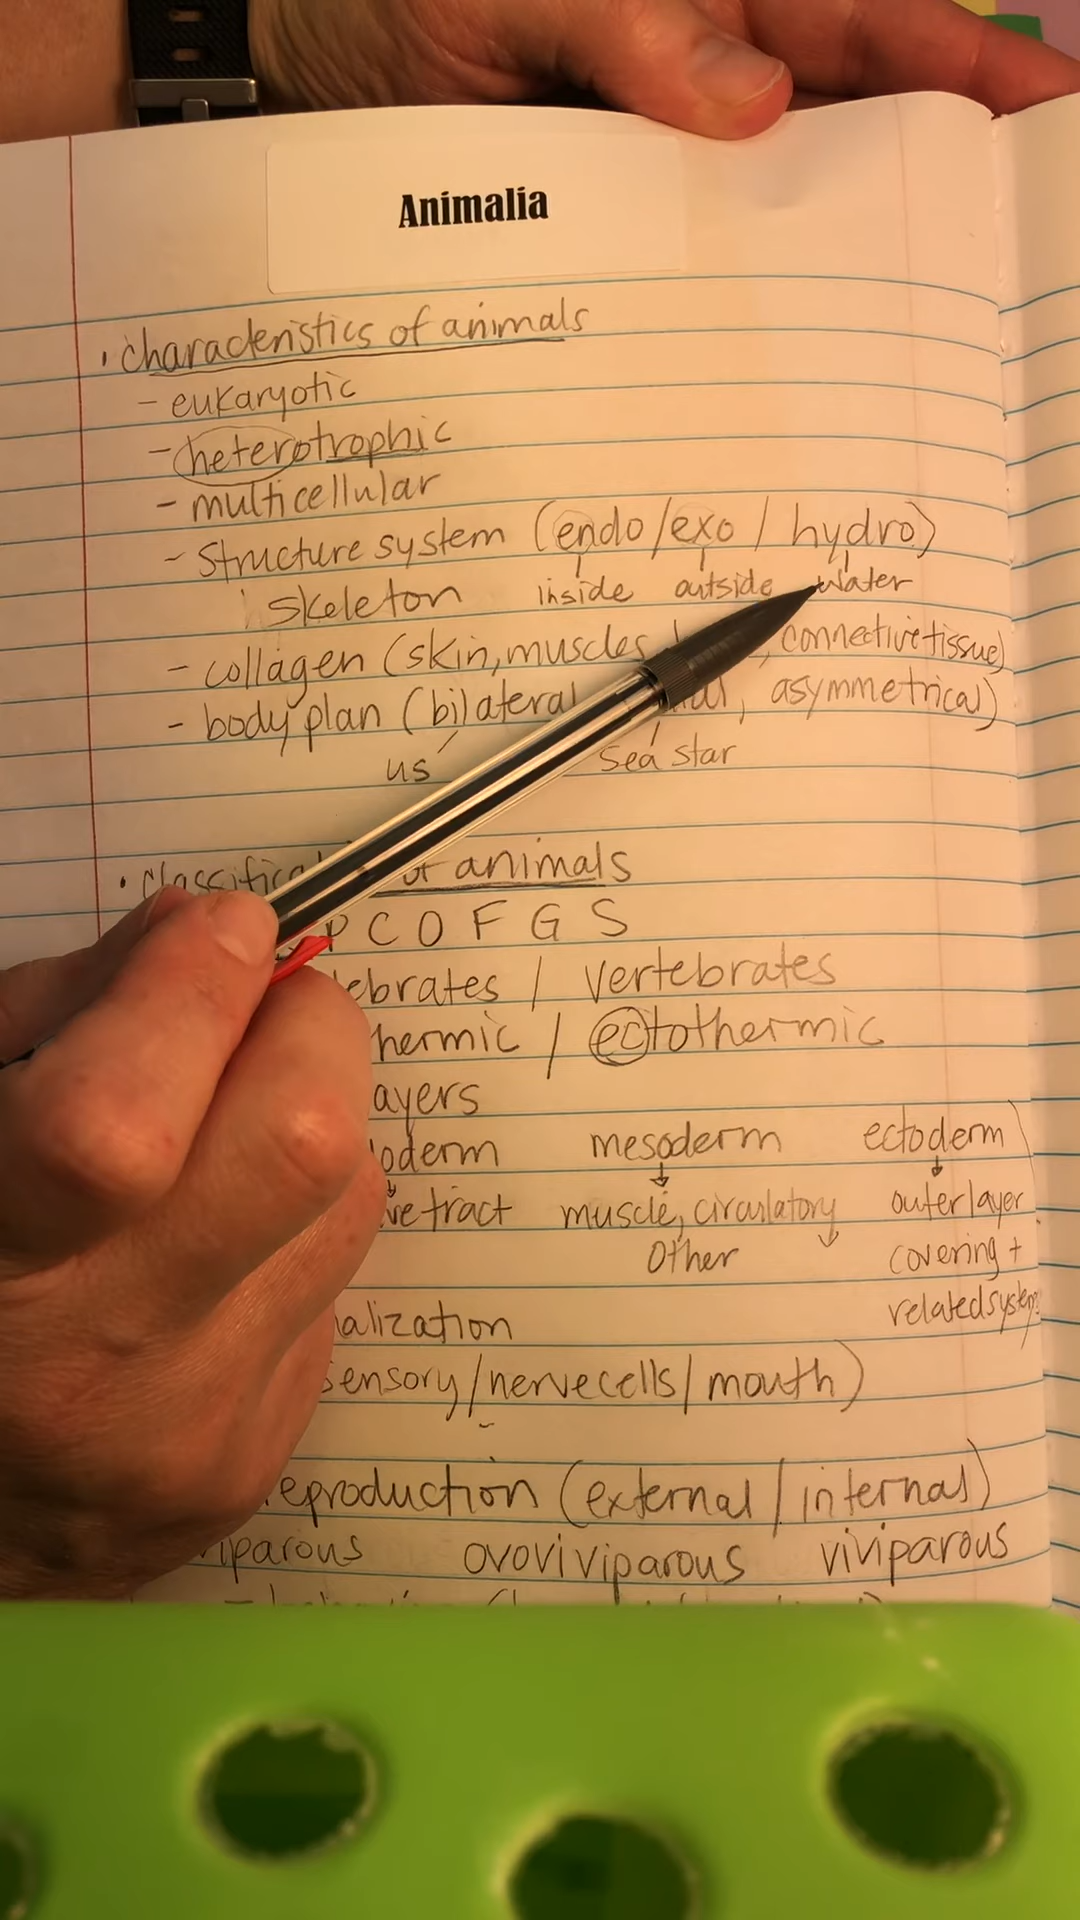 Animalia
• characteristics of animals
- eukaryotic
- heterotrophic
- multicellular
- structure system (endo/exo/hydro)
skeleton inside outside water
- collagen (skin, muscles, connective tissue)
- body plan (bilateral, asymmetrical)
us sea star
• of animals
P C O F G S
ebrates / vertebrates
hermic / ectothermic
ayers
oderm mesoderm ectoderm
tract muscle, circulatory outer layer
other covering +
related systems
alization
sensory/nerve cells/mouth)
eproduction (external/internal)
iparous ovoviviparous viviparous